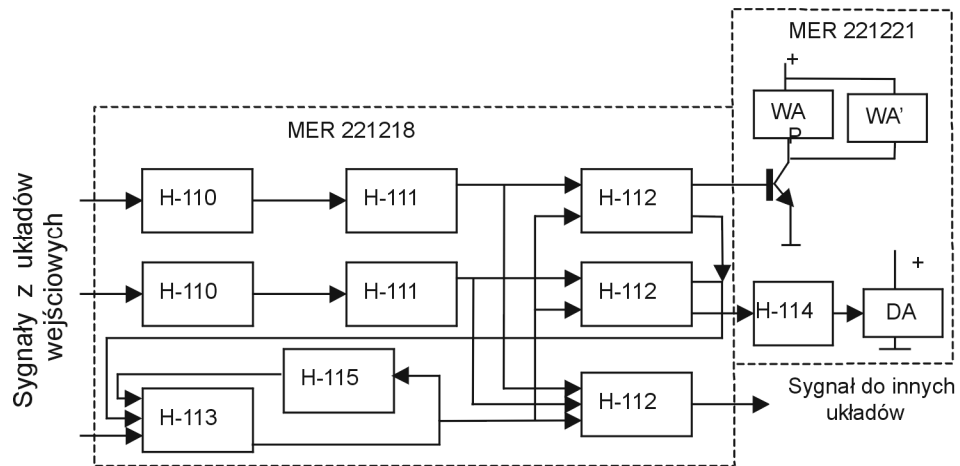 MER 221221
+
WA
P
WA'
MER 221218
Sygnały z układów
wejściowych
H-110
H-111
H-112
H-110
H-111
H-112
+
H-114
DA
H-115
H-113
H-112
Sygnał do innych
układów